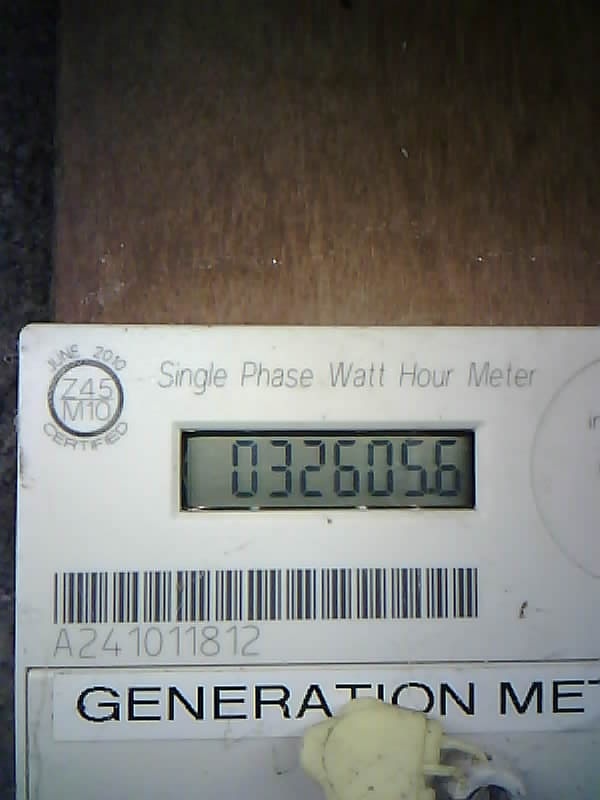 JUNE 2010
Z45
M10
CERTIFIED
Single Phase Watt Hour Meter
032605.6
A241011812
GENERATION